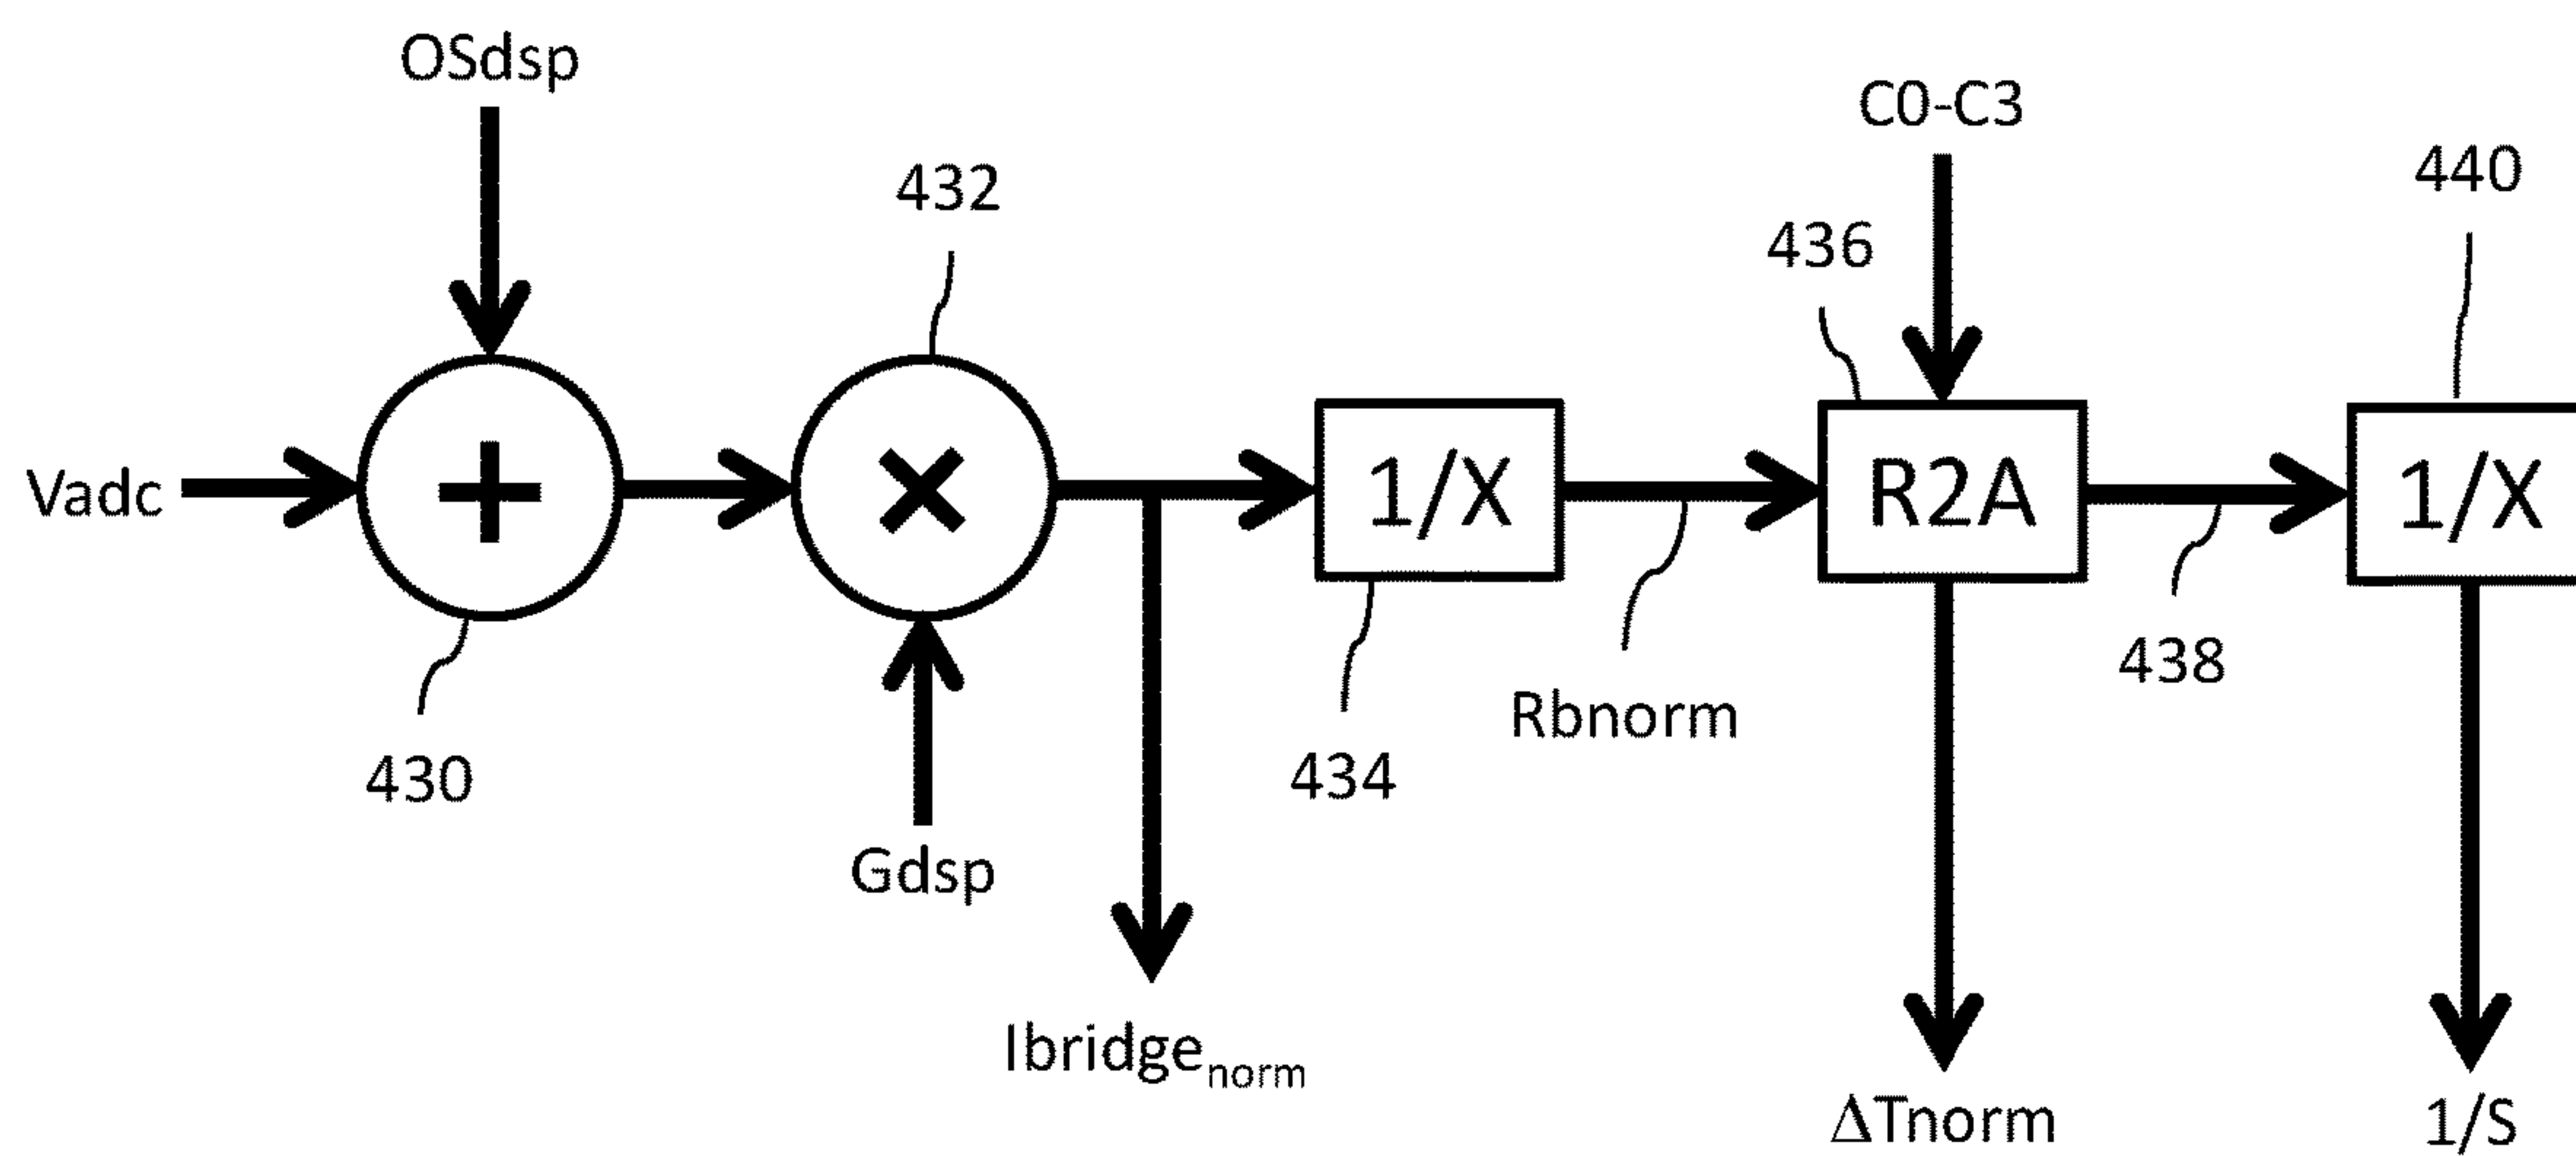 OSdsp
C0-C3
432
440
436
Vadc
+
×
1/X
R2A
1/X
438
Rbnorm
430
434
Gdsp
Ibridgenorm
ΔTnorm
1/S